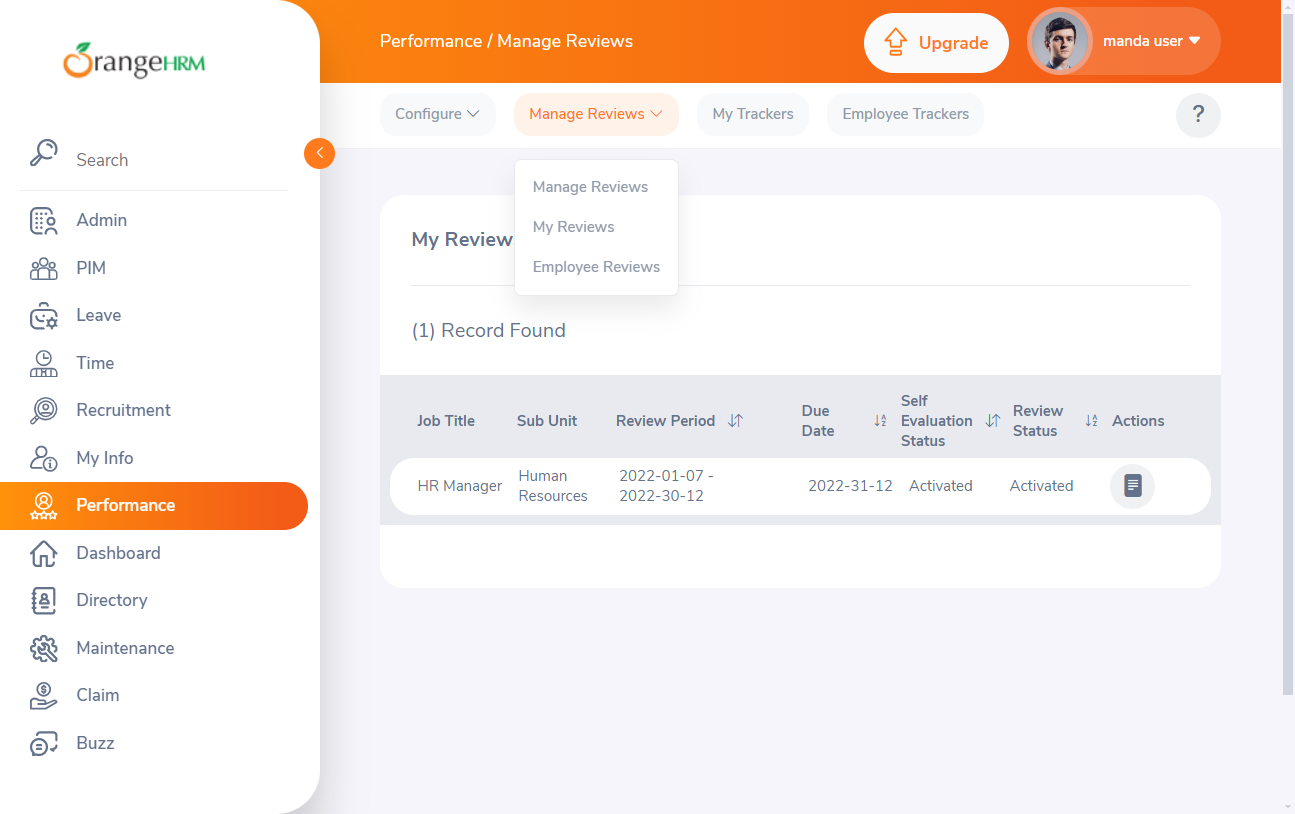 OrangeHRM
Performance / Manage Reviews
Upgrade
manda user
Configure
Manage Reviews
My Trackers
Employee Trackers
?
Search
Admin
PIM
Leave
Time
Recruitment
My Info
Performance
Dashboard
Directory
Maintenance
Claim
Buzz
Manage Reviews
My Reviews
Employee Reviews
My Review
(1) Record Found
Job Title
Sub Unit
Review Period
Due
Date
Self
Evaluation
Status
Review
Status
Actions
HR Manager
Human
Resources
2022-01-07 -
2022-30-12
2022-31-12
Activated
Activated